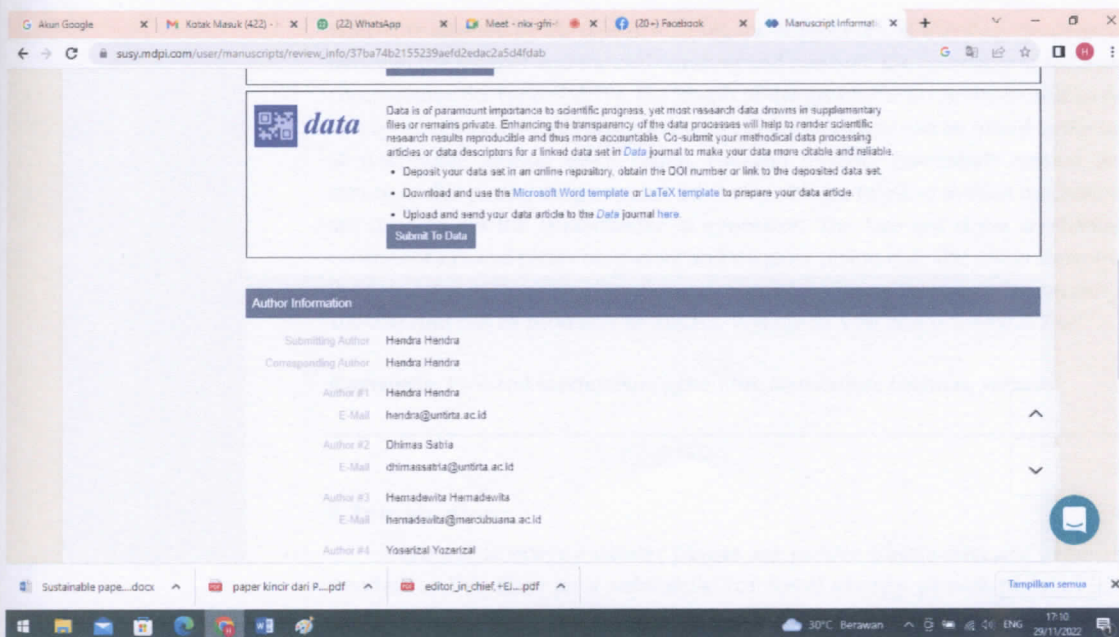 Akun Google
Kotak Masuk (422) -
(22) WhatsApp
Meet - nkx-gfri-
(20+) Facebook
Manuscript Informati
susy.mdpi.com/user/manuscripts/review_info/37ba74b2155239aefd2edac2a5d4fdab
data
Data is of paramount importance to scientific progress, yet most research data drowns in supplementary
files or remains private. Enhancing the transparency of the data processes will help to render scientific
research results reproducible and thus more accountable. Co-submit your methodical data processing
articles or data descriptors for a linked data set in Data journal to make your data more citable and reliable.
• Deposit your data set in an online repository, obtain the DOI number or link to the deposited data set.
• Download and use the Microsoft Word template or LaTeX template to prepare your data article.
• Upload and send your data article to the Data journal here.
Submit To Data
Author Information
Submitting Author Hendra Hendra
Corresponding Author Hendra Hendra
Author #1 Hendra Hendra
E-Mail hendra@untirta.ac.id
Author #2 Dhimas Satria
E-Mail dhimassatria@untirta.ac.id
Author #3 Hernadewita Hernadewita
E-Mail hernadewita@mercubuana.ac.id
Author #4 Yoserizal Yozerizal
Sustainable pape....docx
paper kincir dari P....pdf
editor_in_chief,+EI....pdf
Tampilkan semua
30°C Berawan
ENG
17:10
29/11/2022